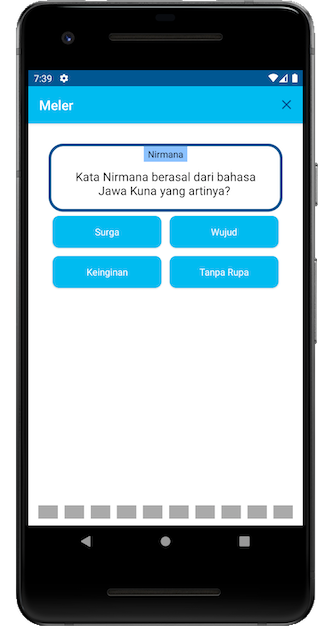 7:39
Meler
Nirmana
Kata Nirmana berasal dari bahasa
Jawa Kuna yang artinya?
Surga
Wujud
Keinginan
Tanpa Rupa